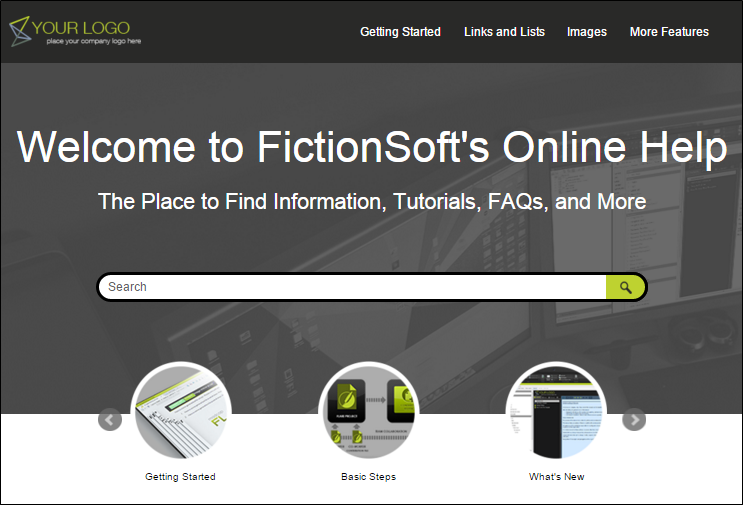 YOUR LOGO
place your company logo here
Getting Started Links and Lists Images More Features
Welcome to FictionSoft's Online Help
The Place to Find Information, Tutorials, FAQs, and More
Search
Getting Started Basic Steps What's New